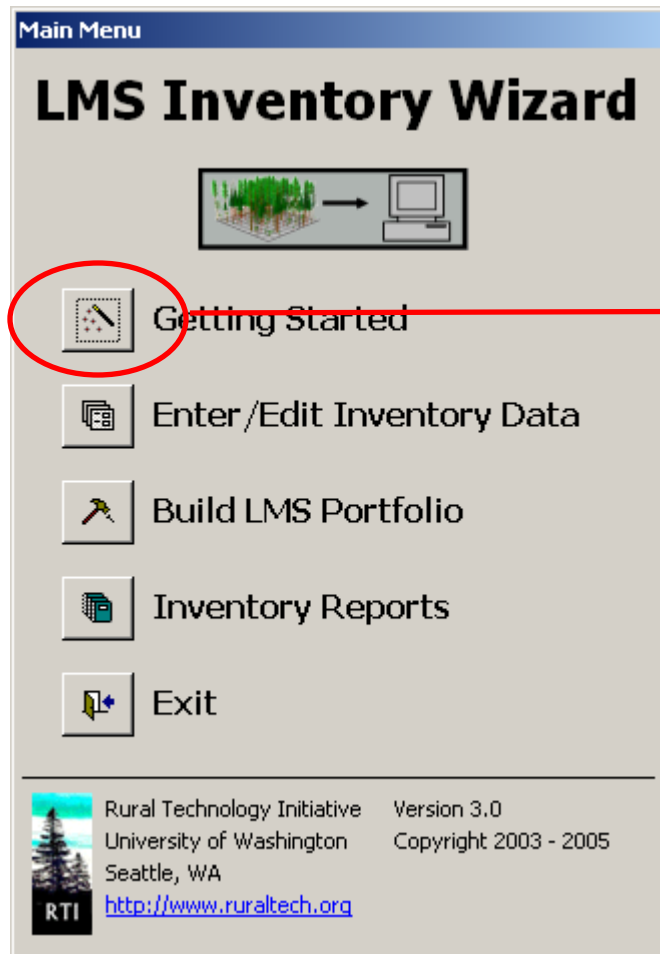 Main Menu
LMS Inventory Wizard
Getting Started
Enter/Edit Inventory Data
Build LMS Portfolio
Inventory Reports
Exit
Rural Technology Initiative Version 3.0
University of Washington Copyright 2003 - 2005
Seattle, WA
http://www.ruraltech.org
RTI